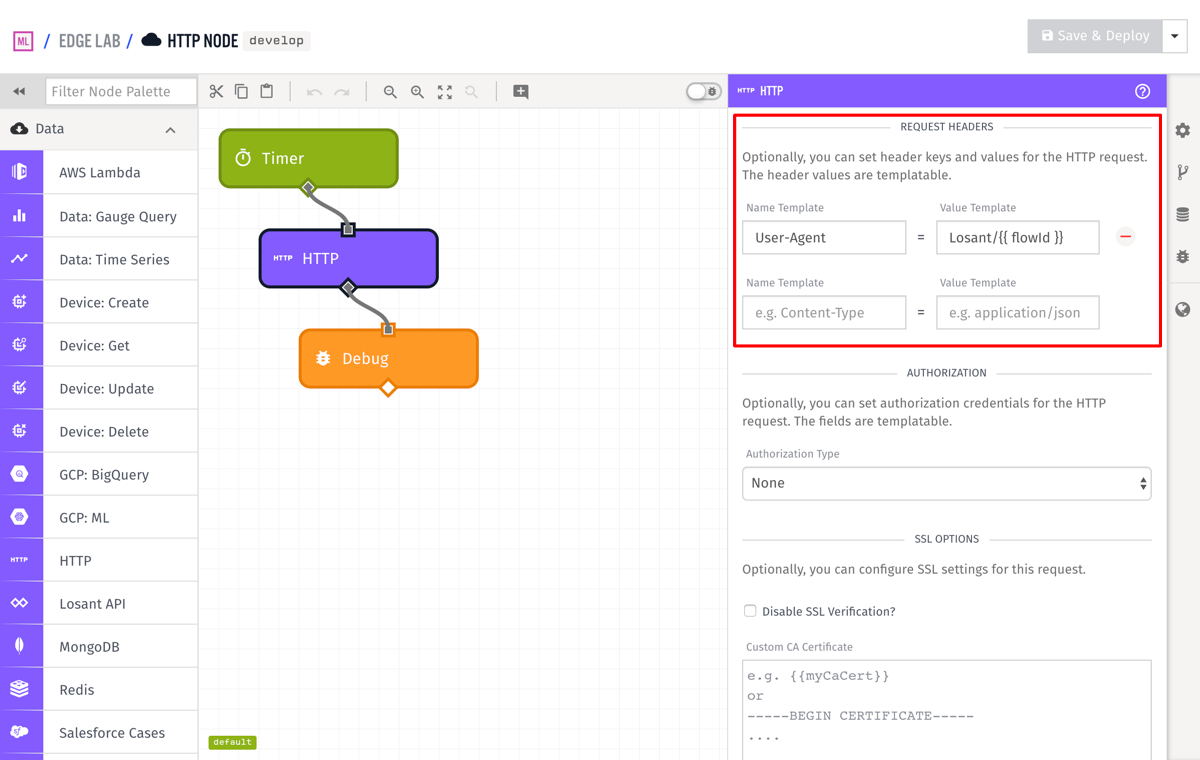 ML / EDGE LAB / HTTP NODE develop
Save & Deploy
Filter Node Palette
Data
AWS Lambda
Data: Gauge Query
Data: Time Series
Device: Create
Device: Get
Device: Update
Device: Delete
GCP: BigQuery
GCP: ML
HTTP HTTP
Losant API
MongoDB
Redis
Salesforce Cases
Timer
HTTP HTTP
Debug
default
HTTP HTTP
REQUEST HEADERS
Optionally, you can set header keys and values for the HTTP request.
The header values are templatable.
Name Template Value Template
User-Agent = Losant/{{ flowId }}
Name Template Value Template
e.g. Content-Type = e.g. application/json
AUTHORIZATION
Optionally, you can set authorization credentials for the HTTP
request. The fields are templatable.
Authorization Type
None
SSL OPTIONS
Optionally, you can configure SSL settings for this request.
Disable SSL Verification?
Custom CA Certificate
e.g. {{myCaCert}}
or
-----BEGIN CERTIFICATE-----
....